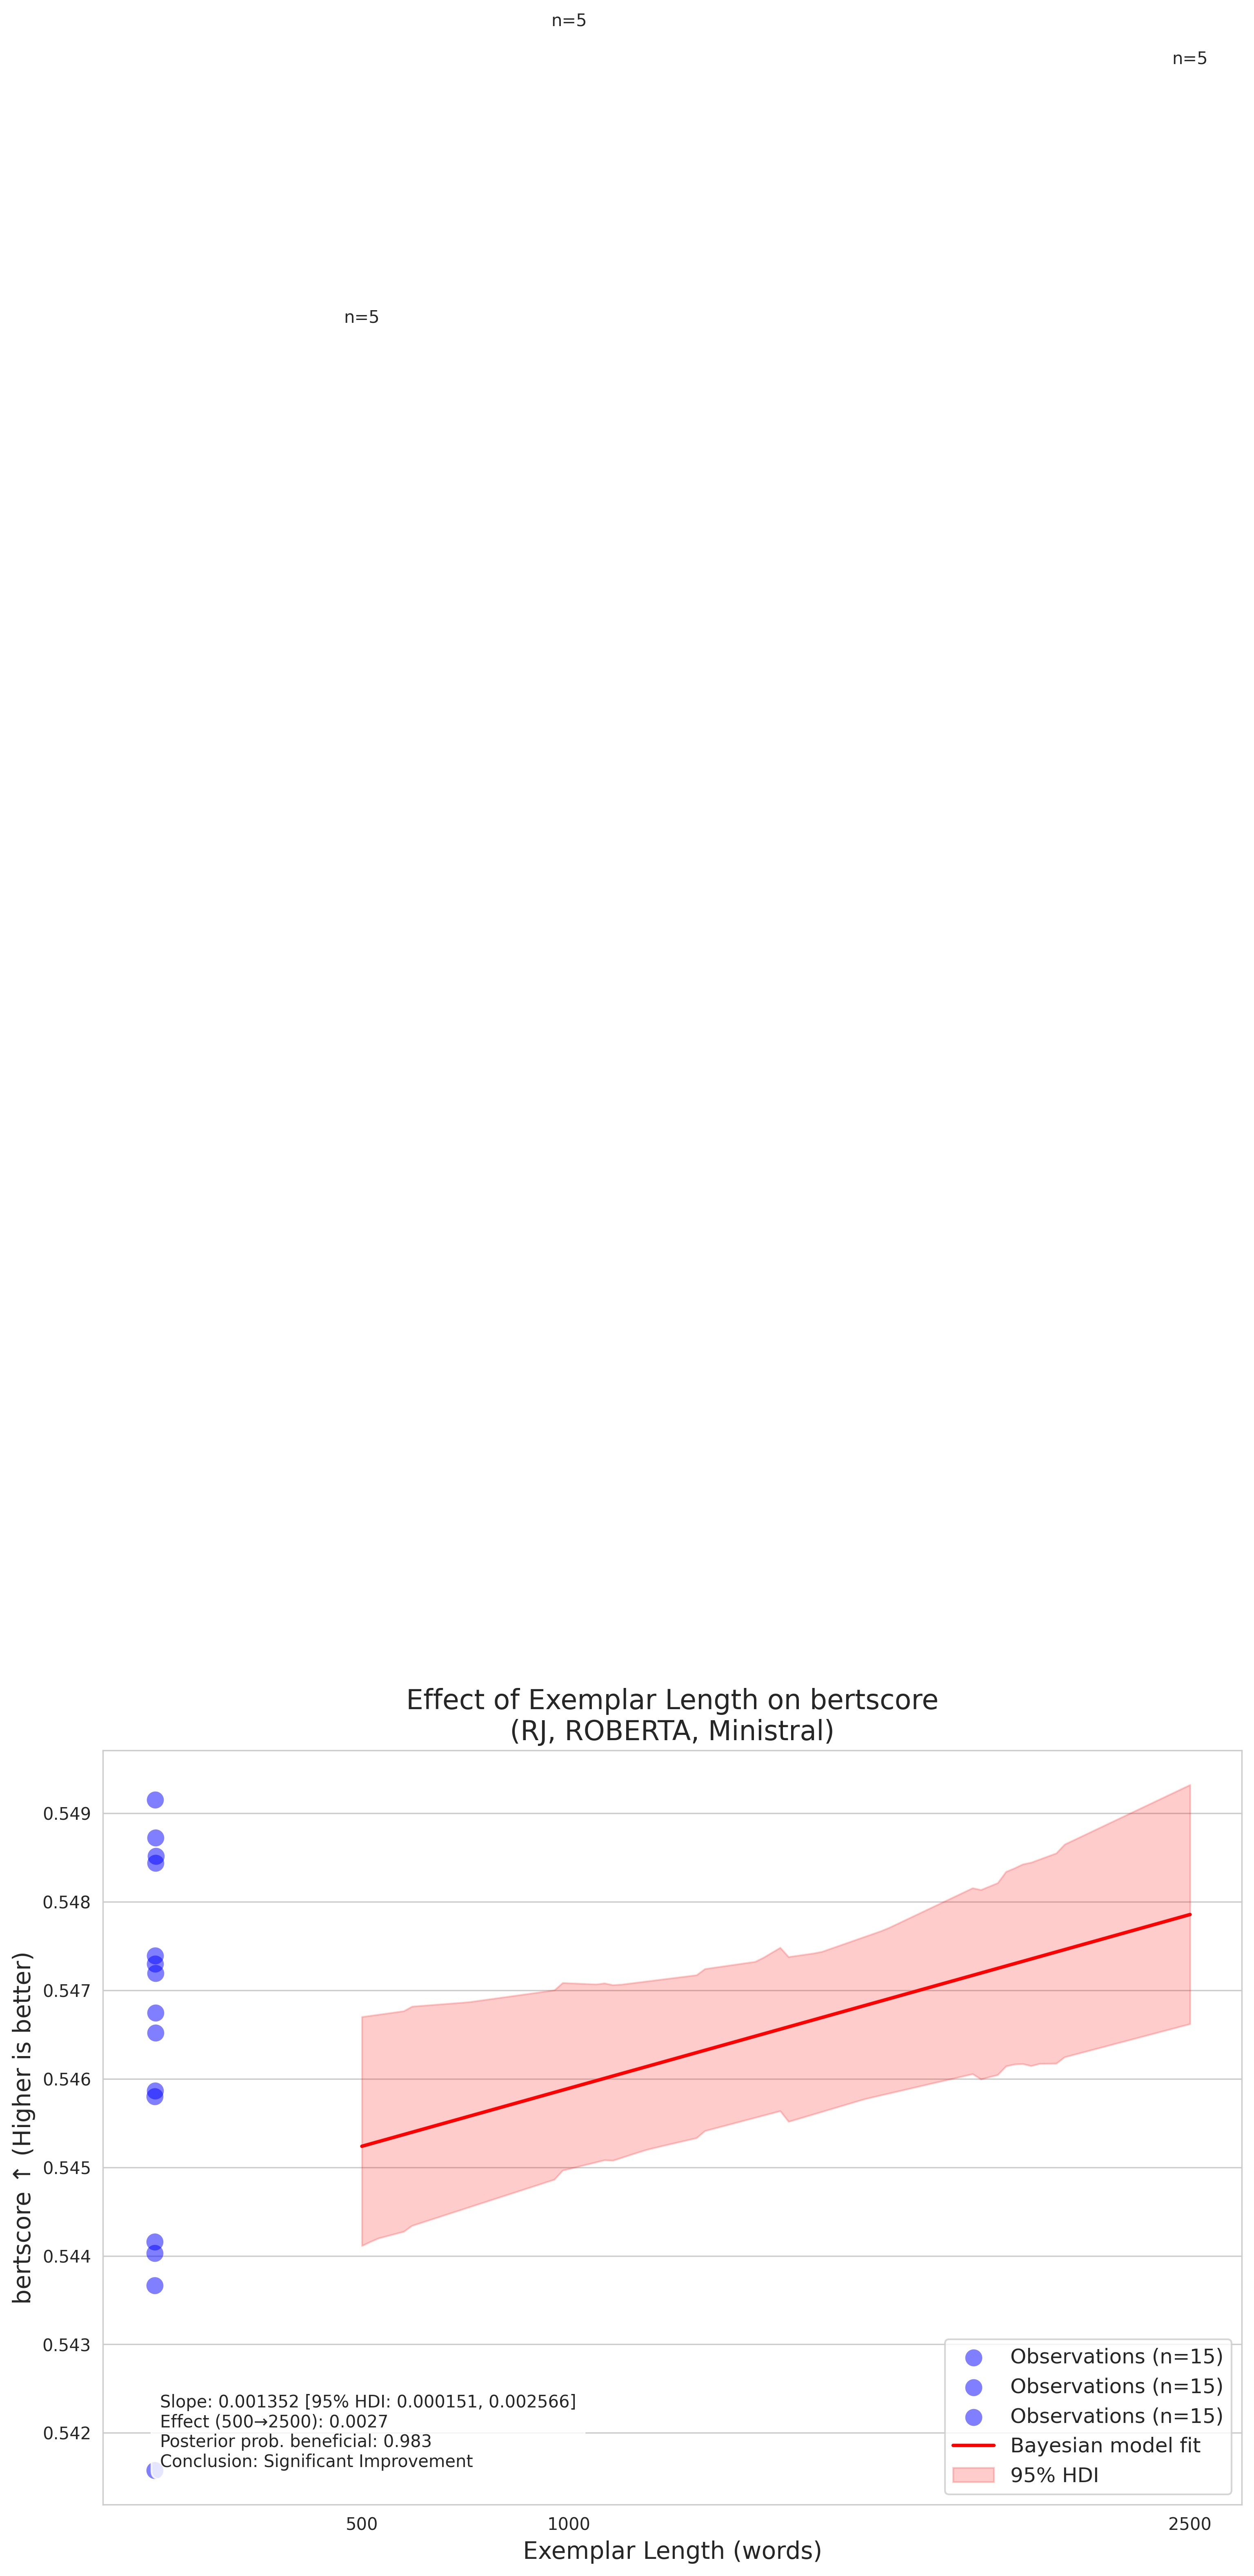 n=5
n=5
n=5
Effect of Exemplar Length on bertscore
(RJ, ROBERTA, Ministral)
bertscore ↑ (Higher is better)
0.549
0.548
0.547
0.546
0.545
0.544
0.543
0.542
Slope: 0.001352 [95% HDI: 0.000151, 0.002566]
Effect (500→2500): 0.0027
Posterior prob. beneficial: 0.983
Conclusion: Significant Improvement
Observations (n=15)
Observations (n=15)
Observations (n=15)
Bayesian model fit
95% HDI
500
1000
2500
Exemplar Length (words)